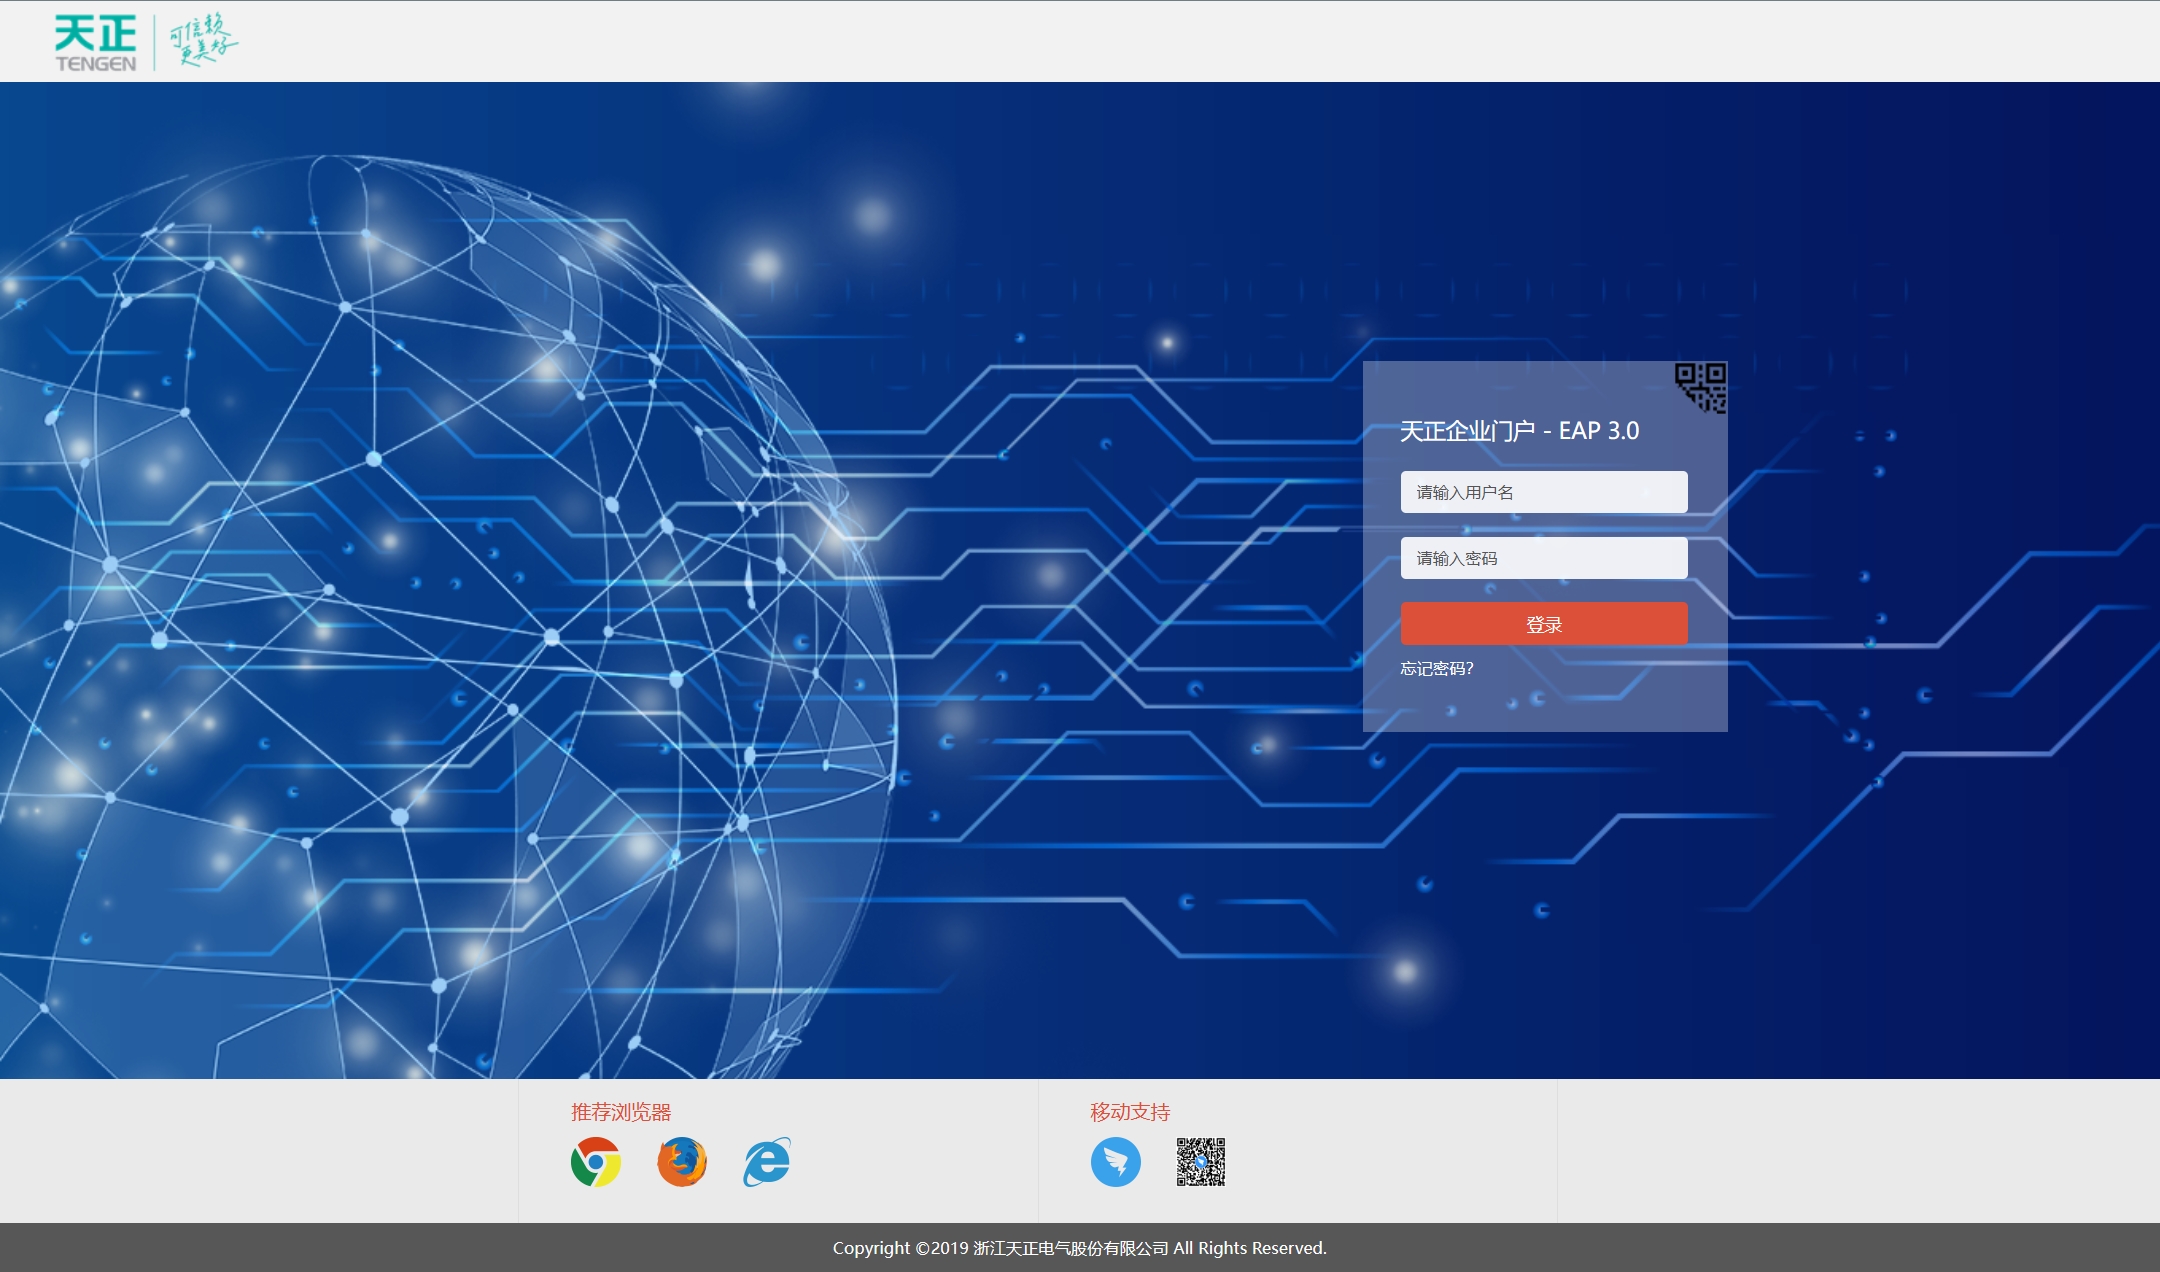 天正
TENGEN
可信赖
更美好
天正企业门户 - EAP 3.0
请输入用户名
请输入密码
登录
忘记密码?
推荐浏览器
移动支持
Copyright ©2019 浙江天正电气股份有限公司 All Rights Reserved.